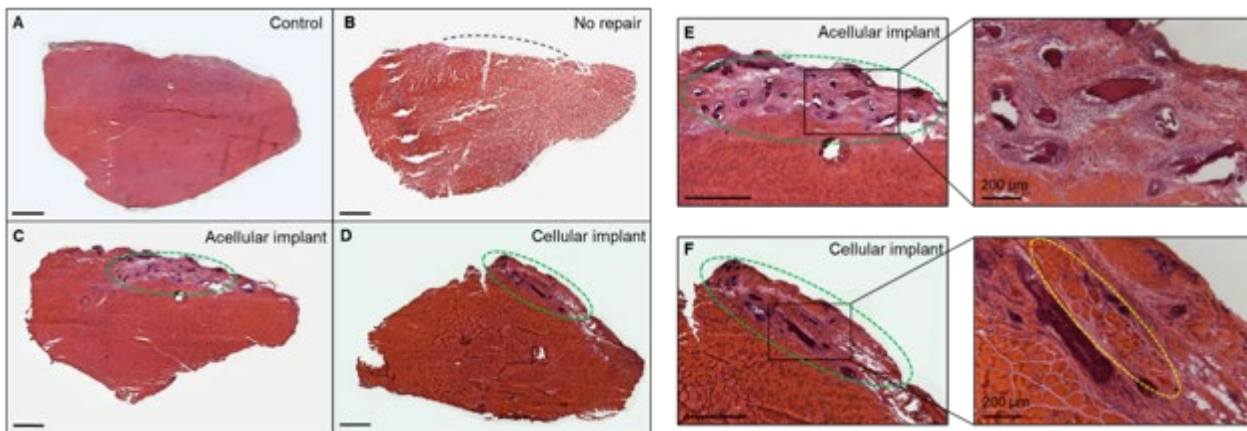 A
Control
B
No repair
C
Acellular implant
D
Cellular implant
E
Acellular implant
200 µm
F
Cellular implant
200 µm